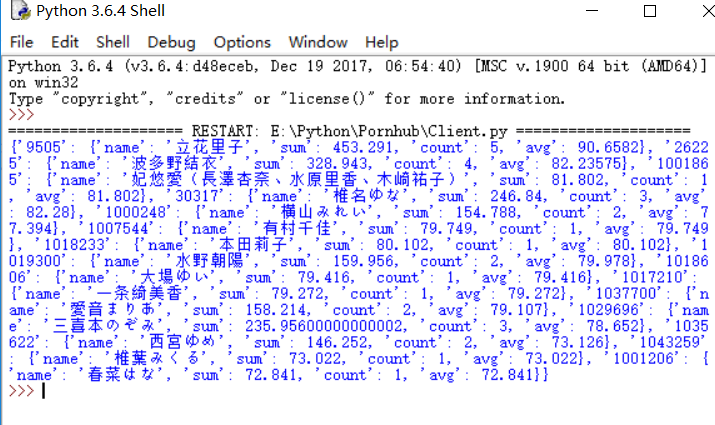 Python 3.6.4 Shell
File Edit Shell Debug Options Window Help
Python 3.6.4 (v3.6.4:d48eceb, Dec 19 2017, 06:54:40) [MSC v.1900 64 bit (AMD64)]
on win32
Type "copyright", "credits" or "license()" for more information.
>>>
===================== RESTART: E:\Python\Pornhub\Client.py =====================
{'9505': {'name': '立花里子', 'sum': 453.291, 'count': 5, 'avg': 90.6582}, '2622
5': {'name': '波多野結衣', 'sum': 328.943, 'count': 4, 'avg': 82.23575}, '100186
5': {'name': '妃悠愛（長澤杏奈、水原里香、木崎祐子）', 'sum': 81.802, 'count': 1
, 'avg': 81.802}, '30317': {'name': '椎名ゆな', 'sum': 246.84, 'count': 3, 'avg':
82.28}, '1000248': {'name': '横山みれい', 'sum': 154.788, 'count': 2, 'avg': 7
7.394}, '1007544': {'name': '有村千佳', 'sum': 79.749, 'count': 1, 'avg': 79.749
}, '1018233': {'name': '本田莉子', 'sum': 80.102, 'count': 1, 'avg': 80.102}, '1
019300': {'name': '水野朝陽', 'sum': 159.956, 'count': 2, 'avg': 79.978}, '10186
06': {'name': '大場ゆい', 'sum': 79.416, 'count': 1, 'avg': 79.416}, '1017210':
{'name': '一条綺美香', 'sum': 79.272, 'count': 1, 'avg': 79.272}, '1037700': {'n
ame': '愛音まりあ', 'sum': 158.214, 'count': 2, 'avg': 79.107}, '1029696': {'nam
e': '三喜本のぞみ', 'sum': 235.95600000000002, 'count': 3, 'avg': 78.652}, '1035
622': {'name': '西宮ゆめ', 'sum': 146.252, 'count': 2, 'avg': 73.126}, '1043259'
: {'name': '椎葉みくる', 'sum': 73.022, 'count': 1, 'avg': 73.022}, '1001206': {
'name': '春菜はな', 'sum': 72.841, 'count': 1, 'avg': 72.841}}
>>>